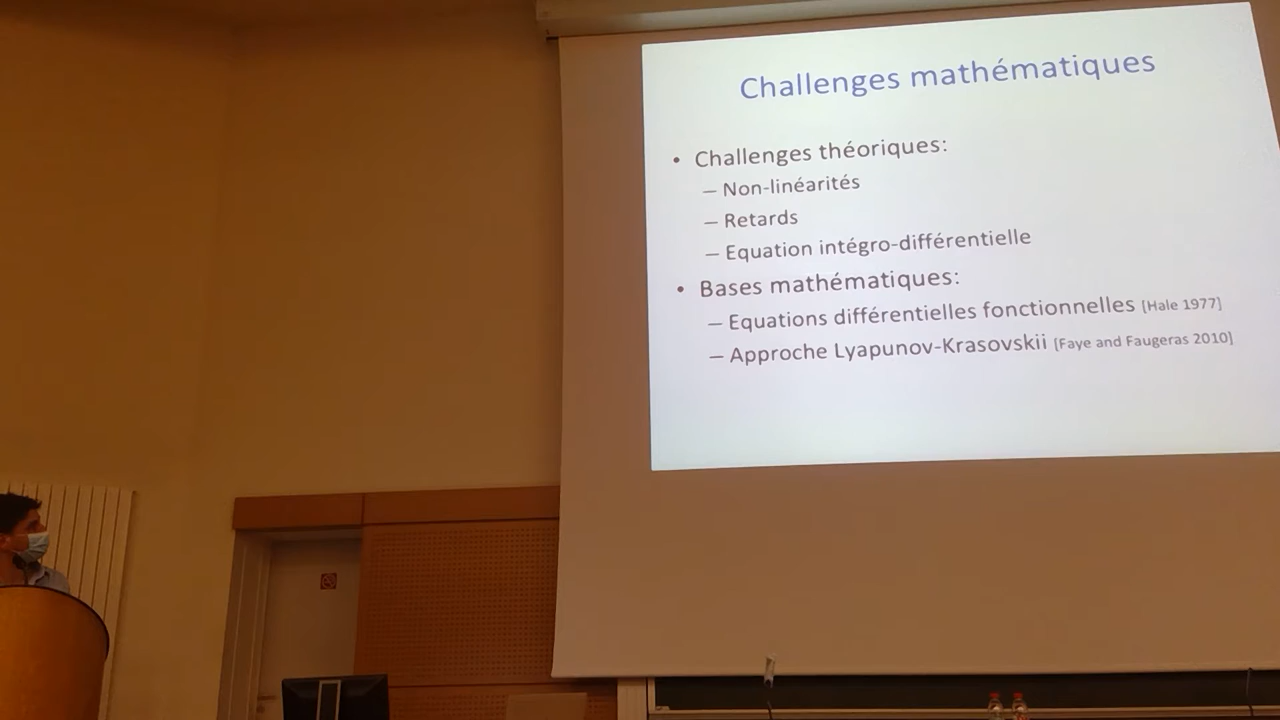 Challenges mathématiques
• Challenges théoriques:
– Non-linéarités
– Retards
– Equation intégro-différentielle
• Bases mathématiques:
– Equations différentielles fonctionnelles [Hale 1977]
– Approche Lyapunov-Krasovskii [Faye and Faugeras 2010]